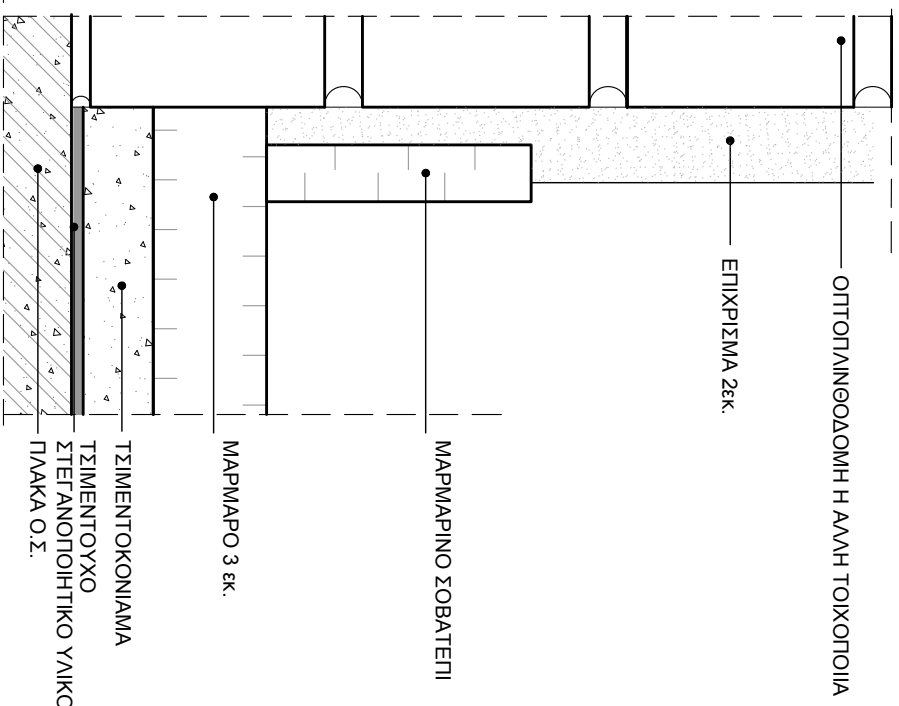 ΟΠΤΟΠΛΙΝΘΟΔΟΜΗ Η ΑΛΛΗ ΤΟΙΧΟΠΟΙΙΑ
ΕΠΙΧΡΙΣΜΑ 2εκ.
ΜΑΡΜΑΡΙΝΟ ΣΟΒΑΤΕΠΙ
ΜΑΡΜΑΡΟ 3 εκ.
ΤΣΙΜΕΝΤΟΚΟΝΙΑΜΑ
ΤΣΙΜΕΝΤΟΥΧΟ
ΣΤΕΓΑΝΟΠΟΙΗΤΙΚΟ ΥΛΙΚΟ
ΠΛΑΚΑ Ο.Σ.